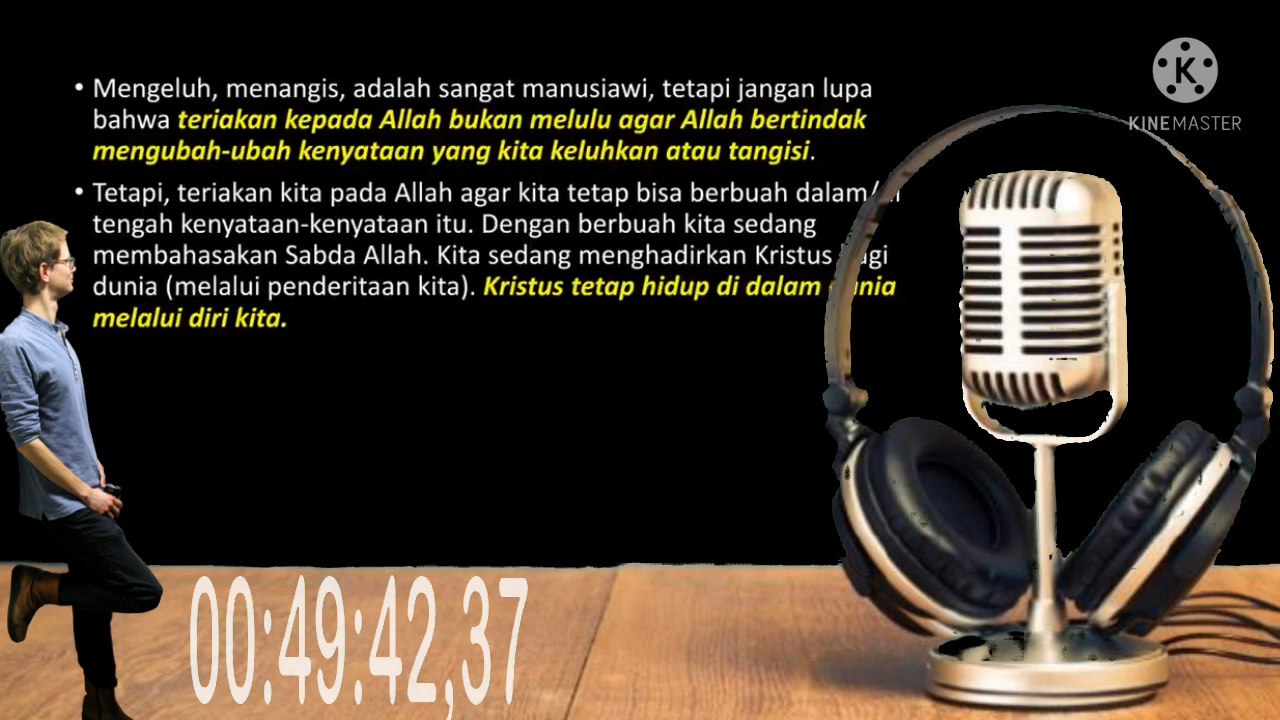 • Mengeluh, menangis, adalah sangat manusiawi, tetapi jangan lupa
bahwa teriakan kepada Allah bukan melulu agar Allah bertindak
mengubah-ubah kenyataan yang kita keluhkan atau tangisi.
• Tetapi, teriakan kita pada Allah agar kita tetap bisa berbuah dalam/
tengah kenyataan-kenyataan itu. Dengan berbuah kita sedang
membahasakan Sabda Allah. Kita sedang menghadirkan Kristus
dunia (melalui penderitaan kita). Kristus tetap hidup di dalam
melalui diri kita.
K
KINEMASTER
00:49:42,37